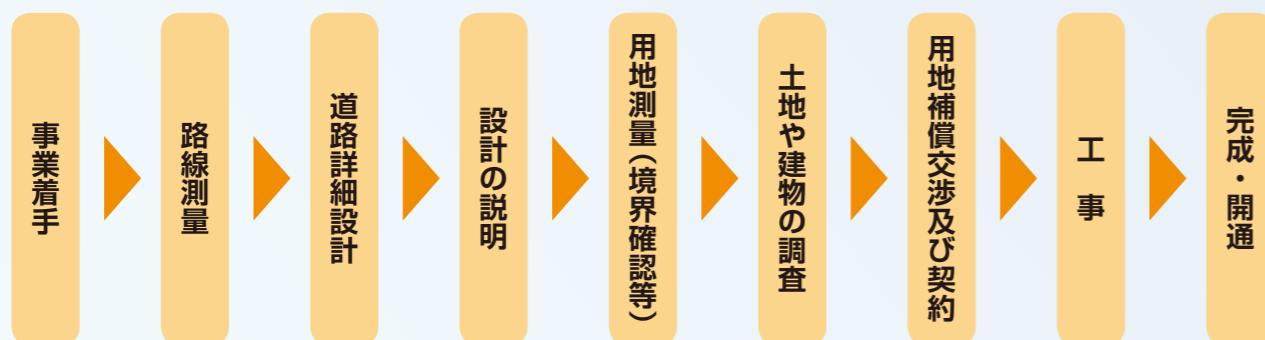 事業着手
路線測量
道路詳細設計
設計の説明
用地測量（境界確認等）
土地や建物の調査
用地補償交渉及び契約
工事
完成・開通